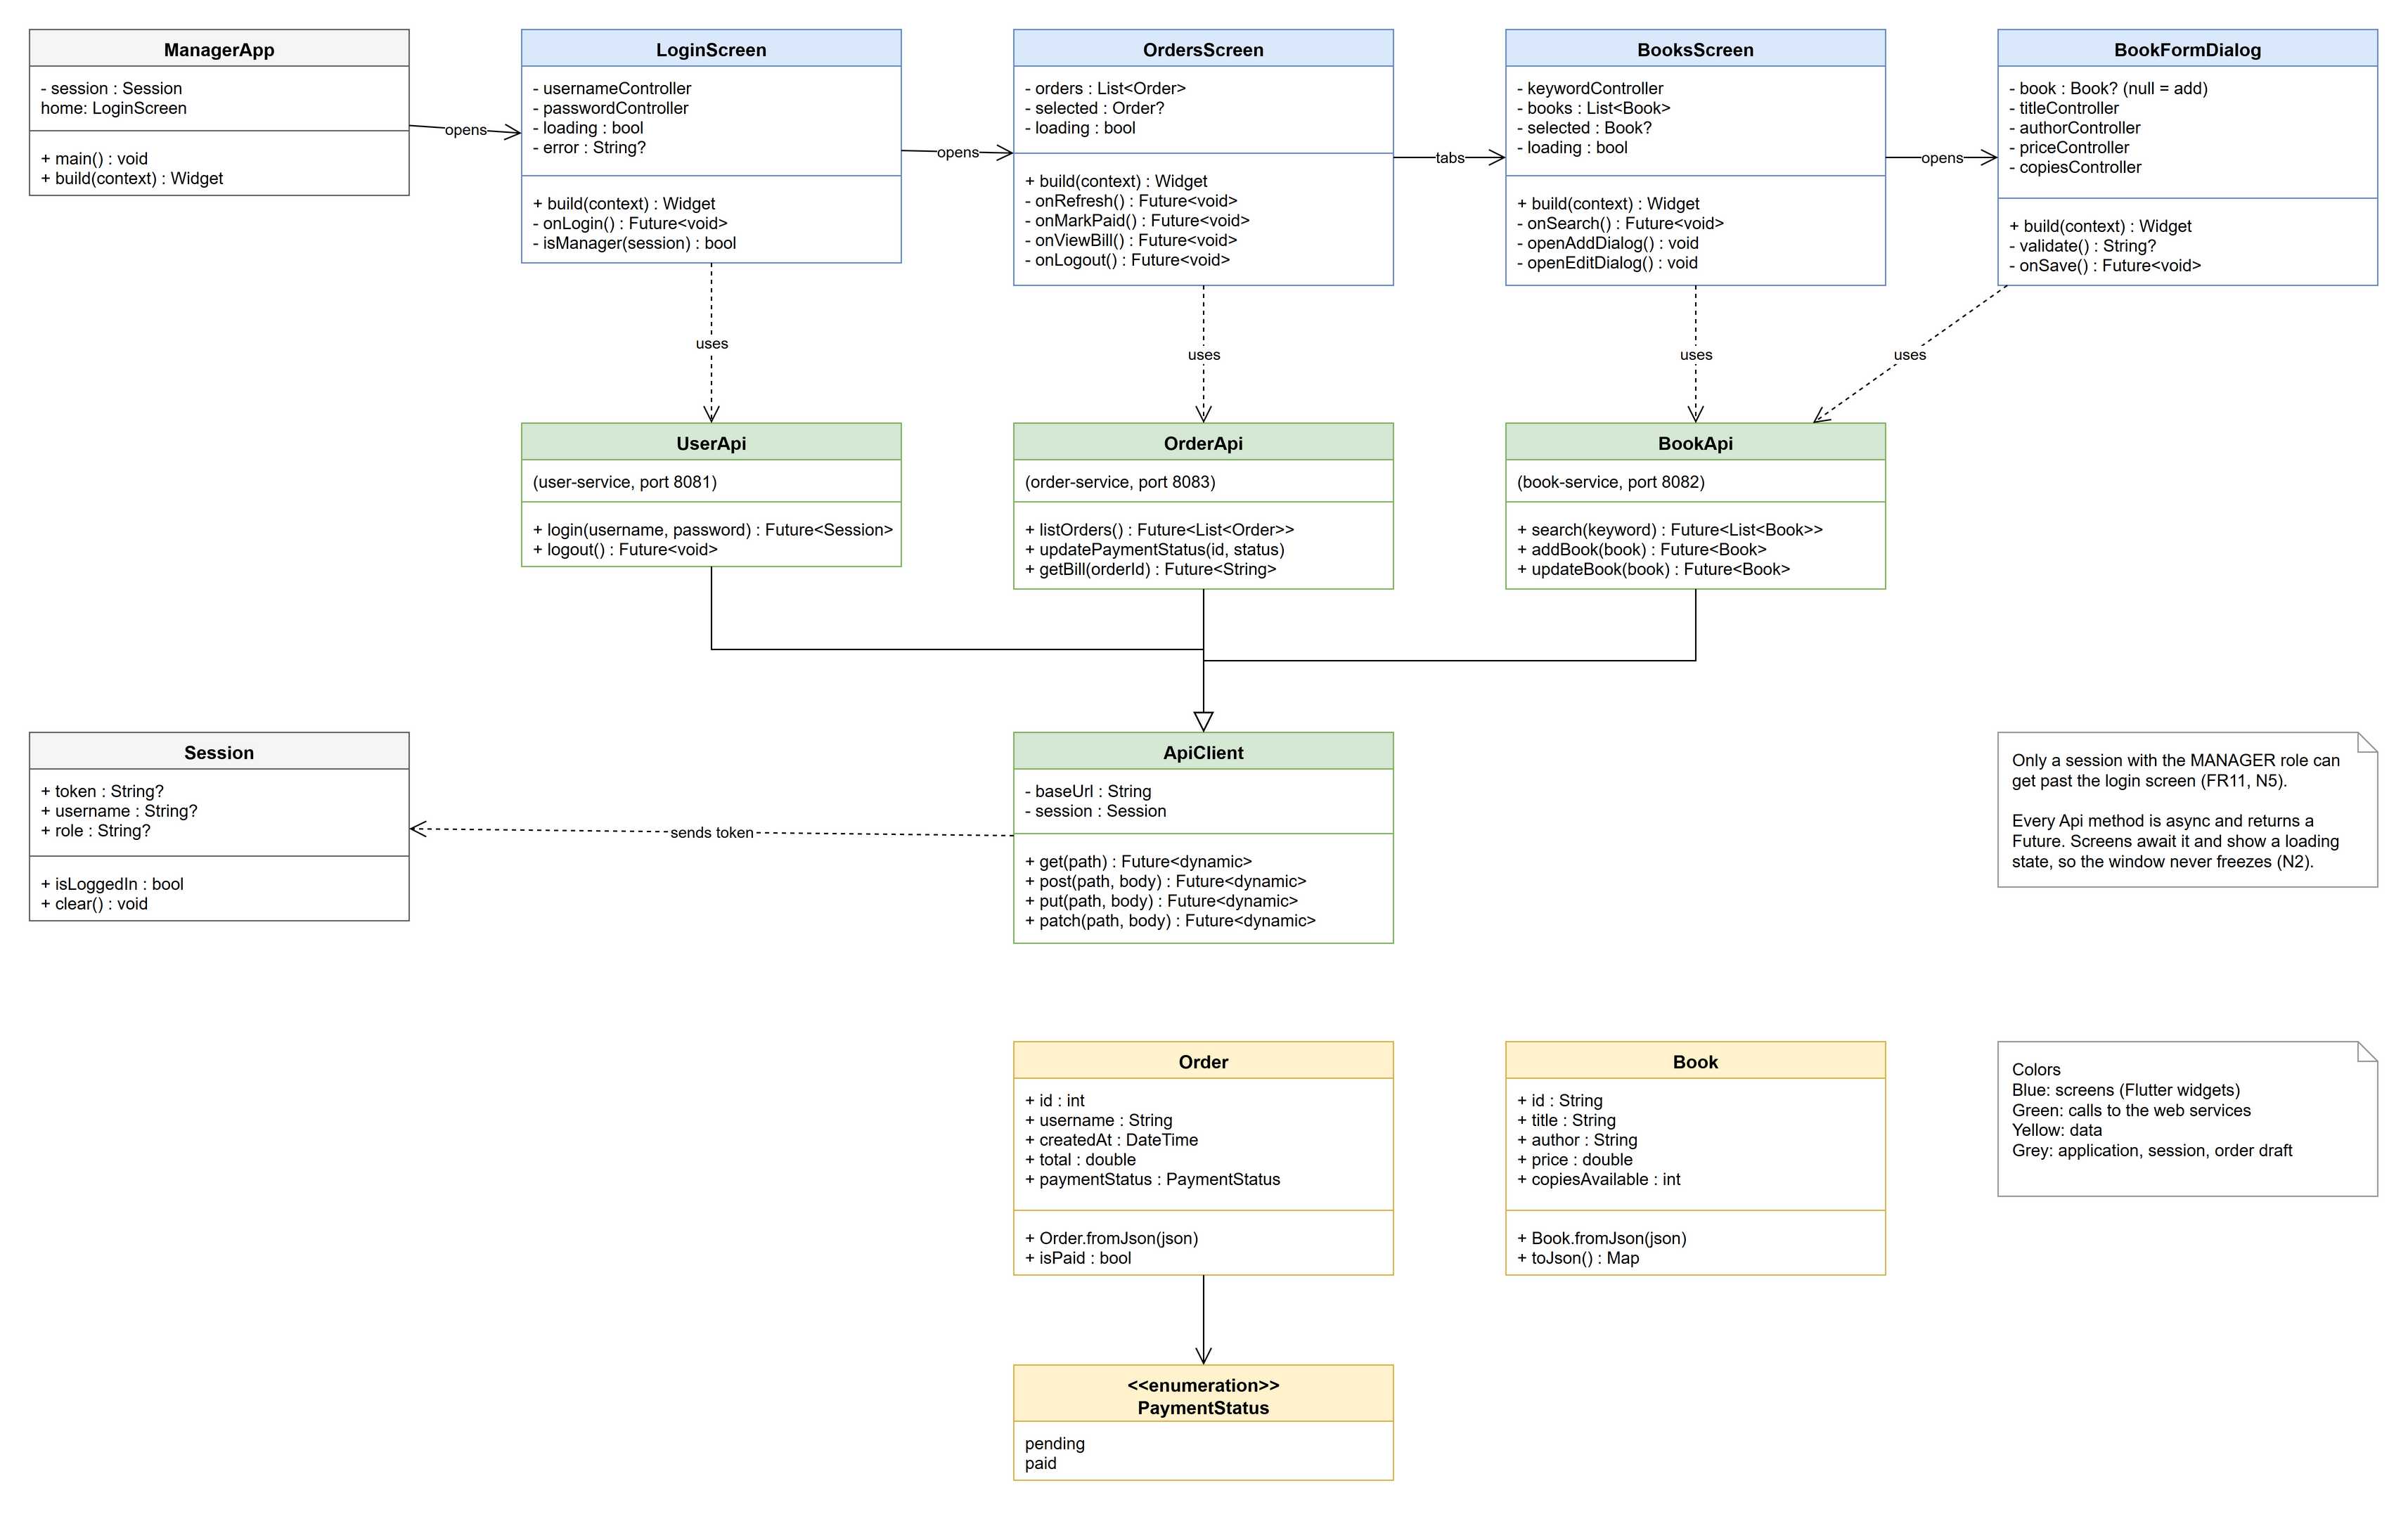 ManagerApp
- session : Session
home: LoginScreen
+ main() : void
+ build(context) : Widget
opens
LoginScreen
- usernameController
- passwordController
- loading : bool
- error : String?
+ build(context) : Widget
- onLogin() : Future<void>
- isManager(session) : bool
opens
OrdersScreen
- orders : List<Order>
- selected : Order?
- loading : bool
+ build(context) : Widget
- onRefresh() : Future<void>
- onMarkPaid() : Future<void>
- onViewBill() : Future<void>
- onLogout() : Future<void>
tabs
BooksScreen
- keywordController
- books : List<Book>
- selected : Book?
- loading : bool
+ build(context) : Widget
- onSearch() : Future<void>
- openAddDialog() : void
- openEditDialog() : void
opens
BookFormDialog
- book : Book? (null = add)
- titleController
- authorController
- priceController
- copiesController
+ build(context) : Widget
- validate() : String?
- onSave() : Future<void>
uses
uses
uses
uses
UserApi
(user-service, port 8081)
+ login(username, password) : Future<Session>
+ logout() : Future<void>
OrderApi
(order-service, port 8083)
+ listOrders() : Future<List<Order>>
+ updatePaymentStatus(id, status)
+ getBill(orderId) : Future<String>
BookApi
(book-service, port 8082)
+ search(keyword) : Future<List<Book>>
+ addBook(book) : Future<Book>
+ updateBook(book) : Future<Book>
Session
+ token : String?
+ username : String?
+ role : String?
+ isLoggedIn : bool
+ clear() : void
sends token
ApiClient
- baseUrl : String
- session : Session
+ get(path) : Future<dynamic>
+ post(path, body) : Future<dynamic>
+ put(path, body) : Future<dynamic>
+ patch(path, body) : Future<dynamic>
Only a session with the MANAGER role can
get past the login screen (FR11, N5).
Every Api method is async and returns a
Future. Screens await it and show a loading
state, so the window never freezes (N2).
Order
+ id : int
+ username : String
+ createdAt : DateTime
+ total : double
+ paymentStatus : PaymentStatus
+ Order.fromJson(json)
+ isPaid : bool
Book
+ id : String
+ title : String
+ author : String
+ price : double
+ copiesAvailable : int
+ Book.fromJson(json)
+ toJson() : Map
Colors
Blue: screens (Flutter widgets)
Green: calls to the web services
Yellow: data
Grey: application, session, order draft
<<enumeration>>
PaymentStatus
pending
paid